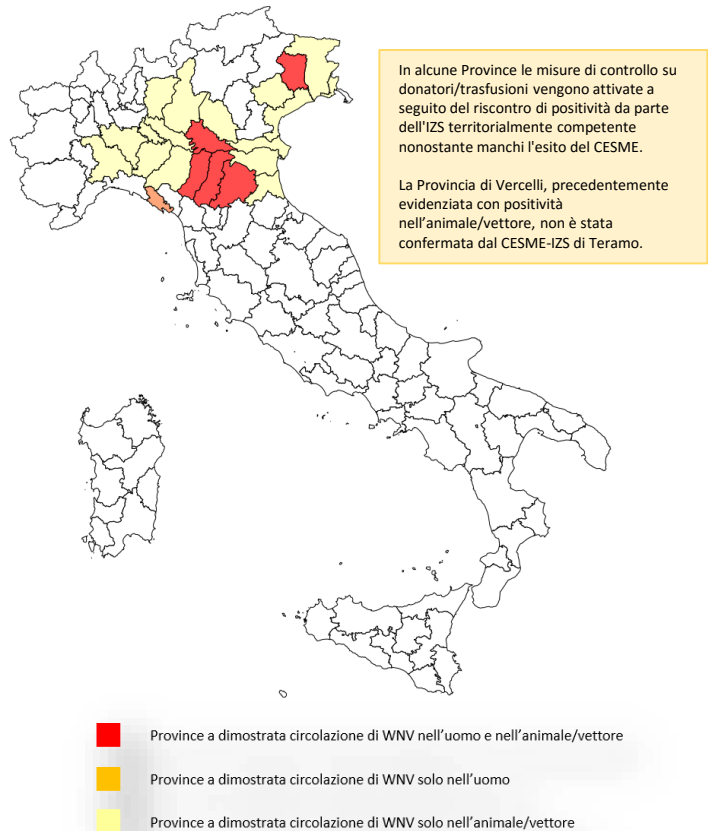 In alcune Province le misure di controllo su
donatori/trasfusioni vengono attivate a
seguito del riscontro di positività da parte
dell'IZS territorialmente competente
nonostante manchi l'esito del CESME.
La Provincia di Vercelli, precedentemente
evidenziata con positività
nell'animale/vettore, non è stata
confermata dal CESME-IZS di Teramo.
Province a dimostrata circolazione di WNV nell'uomo e nell'animale/vettore
Province a dimostrata circolazione di WNV solo nell'uomo
Province a dimostrata circolazione di WNV solo nell'animale/vettore